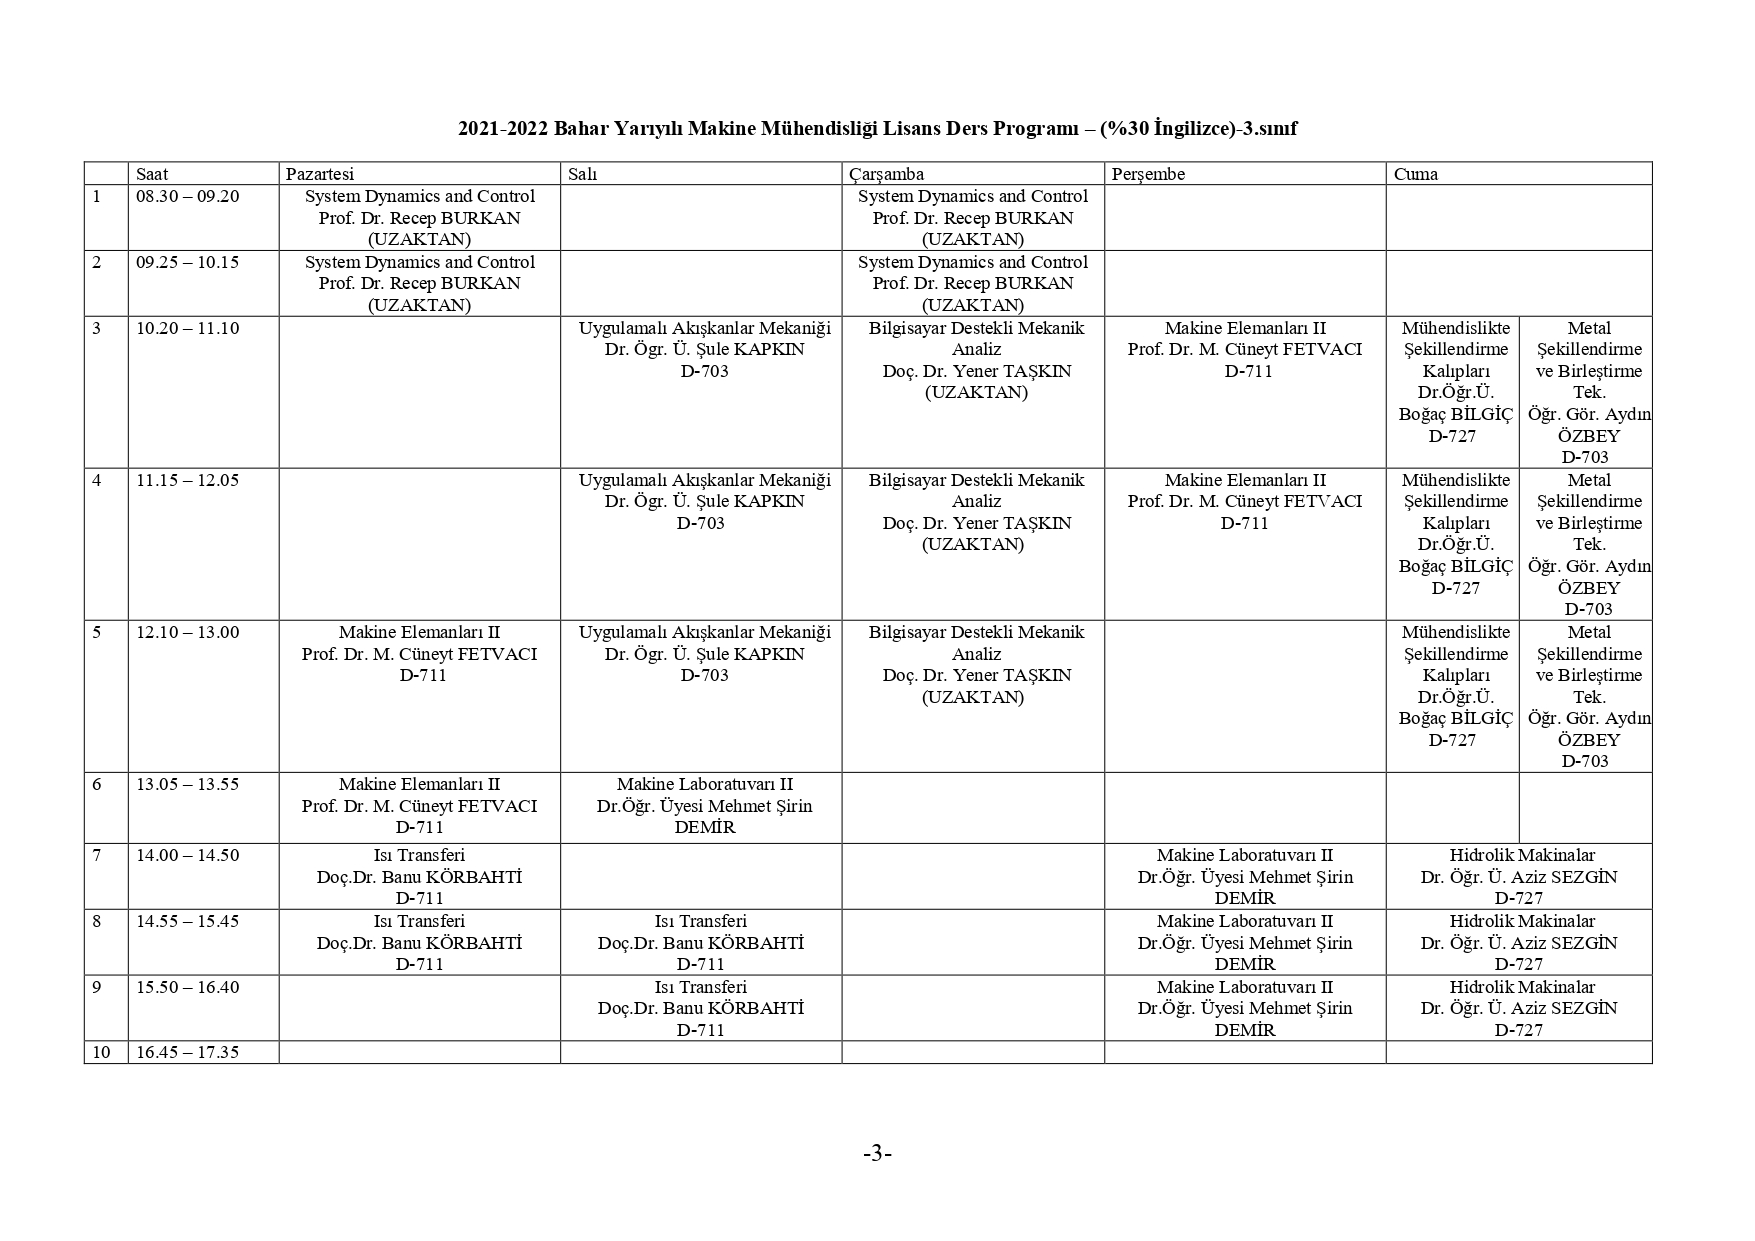 2021-2022 Bahar Yarıyılı Makine Mühendisliği Lisans Ders Programı – (%30 İngilizce)-3.sınıf
Saat
Pazartesi
Salı
Çarşamba
Perşembe
Cuma
1
08.30 – 09.20
System Dynamics and Control
Prof. Dr. Recep BURKAN
(UZAKTAN)
System Dynamics and Control
Prof. Dr. Recep BURKAN
(UZAKTAN)
2
09.25 – 10.15
System Dynamics and Control
Prof. Dr. Recep BURKAN
(UZAKTAN)
System Dynamics and Control
Prof. Dr. Recep BURKAN
(UZAKTAN)
3
10.20 – 11.10
Uygulamalı Akışkanlar Mekaniği
Dr. Ögr. Ü. Şule KAPKIN
D-703
Bilgisayar Destekli Mekanik
Analiz
Doç. Dr. Yener TAŞKIN
(UZAKTAN)
Makine Elemanları II
Prof. Dr. M. Cüneyt FETVACI
D-711
Mühendislikte
Şekillendirme
Kalıpları
Dr.Öğr.Ü.
Boğaç BİLGİÇ
D-727
Metal
Şekillendirme
ve Birleştirme
Tek.
Öğr. Gör. Aydın
ÖZBEY
D-703
4
11.15 – 12.05
Uygulamalı Akışkanlar Mekaniği
Dr. Ögr. Ü. Şule KAPKIN
D-703
Bilgisayar Destekli Mekanik
Analiz
Doç. Dr. Yener TAŞKIN
(UZAKTAN)
Makine Elemanları II
Prof. Dr. M. Cüneyt FETVACI
D-711
Mühendislikte
Şekillendirme
Kalıpları
Dr.Öğr.Ü.
Boğaç BİLGİÇ
D-727
Metal
Şekillendirme
ve Birleştirme
Tek.
Öğr. Gör. Aydın
ÖZBEY
D-703
5
12.10 – 13.00
Makine Elemanları II
Prof. Dr. M. Cüneyt FETVACI
D-711
Uygulamalı Akışkanlar Mekaniği
Dr. Ögr. Ü. Şule KAPKIN
D-703
Bilgisayar Destekli Mekanik
Analiz
Doç. Dr. Yener TAŞKIN
(UZAKTAN)
Mühendislikte
Şekillendirme
Kalıpları
Dr.Öğr.Ü.
Boğaç BİLGİÇ
D-727
Metal
Şekillendirme
ve Birleştirme
Tek.
Öğr. Gör. Aydın
ÖZBEY
D-703
6
13.05 – 13.55
Makine Elemanları II
Prof. Dr. M. Cüneyt FETVACI
D-711
Makine Laboratuvarı II
Dr.Öğr. Üyesi Mehmet Şirin
DEMİR
7
14.00 – 14.50
Isı Transferi
Doç.Dr. Banu KÖRBAHTİ
D-711
Makine Laboratuvarı II
Dr.Öğr. Üyesi Mehmet Şirin
DEMİR
Hidrolik Makinalar
Dr. Öğr. Ü. Aziz SEZGİN
D-727
8
14.55 – 15.45
Isı Transferi
Doç.Dr. Banu KÖRBAHTİ
D-711
Isı Transferi
Doç.Dr. Banu KÖRBAHTİ
D-711
Makine Laboratuvarı II
Dr.Öğr. Üyesi Mehmet Şirin
DEMİR
Hidrolik Makinalar
Dr. Öğr. Ü. Aziz SEZGİN
D-727
9
15.50 – 16.40
Isı Transferi
Doç.Dr. Banu KÖRBAHTİ
D-711
Makine Laboratuvarı II
Dr.Öğr. Üyesi Mehmet Şirin
DEMİR
Hidrolik Makinalar
Dr. Öğr. Ü. Aziz SEZGİN
D-727
10
16.45 – 17.35
-3-